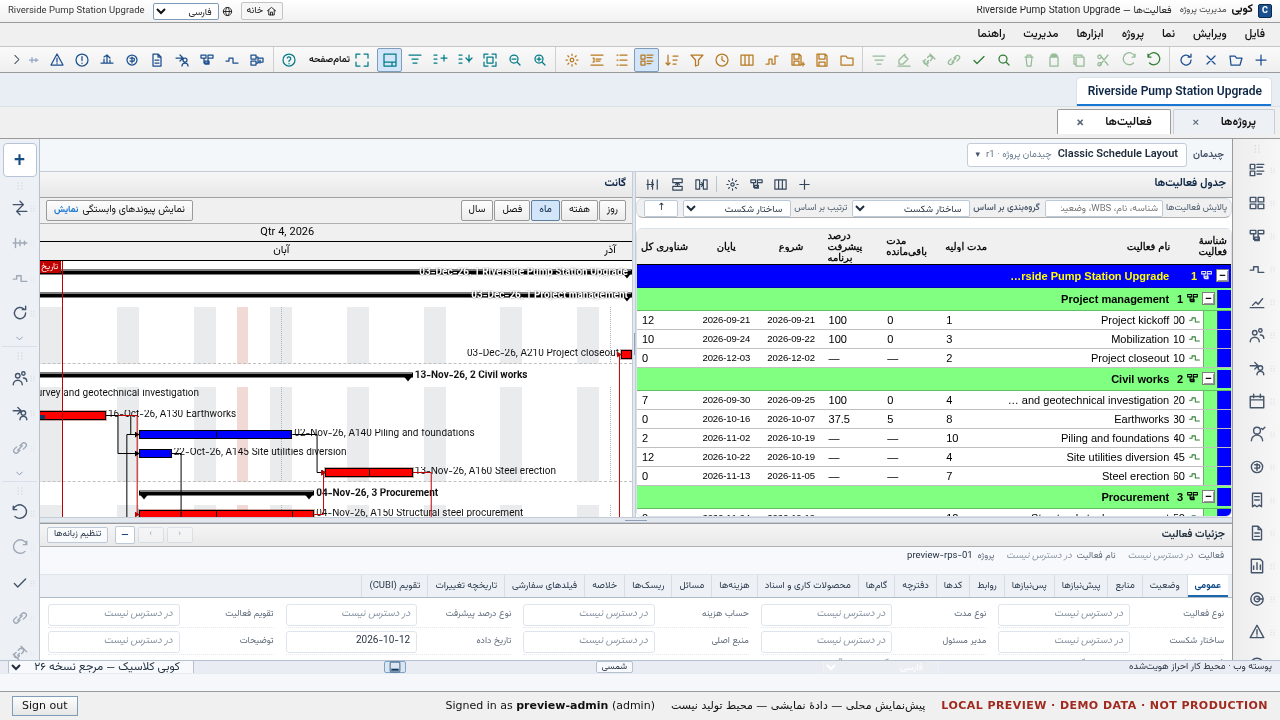 کوبی مدیریت پروژه فعالیت‌ها — Riverside Pump Station Upgrade
خانه
فارسی
Riverside Pump Station Upgrade
فایل ویرایش نما پروژه ابزارها مدیریت راهنما
تمام‌صفحه
Riverside Pump Station Upgrade
پروژه‌ها ×
فعالیت‌ها ×
چیدمان Classic Schedule Layout چیدمان پروژه · r1
جدول فعالیت‌ها
پالایش فعالیت‌ها شناسه، نام، WBS، وضعیت گروه‌بندی بر اساس ساختار شکست ترتیب بر اساس ساختار شکست ↑
شناسهٔ فعالیت نام فعالیت مدت اولیه مدت باقی‌مانده درصد پیشرفت برنامه شروع پایان شناوری کل
1 rside Pump Station Upgrade...
1 Project management
00 Project kickoff 1 0 100 2026-09-21 2026-09-21 12
10 Mobilization 3 0 100 2026-09-22 2026-09-24 10
10 Project closeout 2 — — 2026-12-02 2026-12-03 0
2 Civil works
20 and geotechnical investigation ... 4 0 100 2026-09-25 2026-09-30 7
30 Earthworks 8 5 37.5 2026-10-07 2026-10-16 0
40 Piling and foundations 10 — — 2026-10-19 2026-11-02 2
45 Site utilities diversion 4 — — 2026-10-19 2026-10-22 12
60 Steel erection 7 — — 2026-11-05 2026-11-13 0
3 Procurement
گانت
روز هفته ماه فصل سال
نمایش پیوندهای وابستگی نمایش
Qtr 4, 2026
آذر آبان
تاریخ
03-Dec-26, 1 Riverside Pump Station Upgrade
03-Dec-26, 1 Project management
03-Dec-26, A210 Project closeout
13-Nov-26, 2 Civil works
urvey and geotechnical investigation
16-Oct-26, A130 Earthworks
02-Nov-26, A140 Piling and foundations
22-Oct-26, A145 Site utilities diversion
13-Nov-26, A160 Steel erection
04-Nov-26, 3 Procurement
04-Nov-26, A150 Structural steel procurement
جزئیات فعالیت
تنظیم زبانه‌ها
فعالیت در دسترس نیست نام فعالیت در دسترس نیست پروژه preview-rps-01
عمومی وضعیت منابع پیش‌نیازها پس‌نیازها روابط کدها دفترچه گام‌ها محصولات کاری و اسناد هزینه‌ها مسائل ریسک‌ها خلاصه فیلدهای سفارشی تاریخچه تغییرات تقویم (CUBI)
نوع فعالیت در دسترس نیست نوع مدت در دسترس نیست حساب هزینه در دسترس نیست نوع درصد پیشرفت در دسترس نیست تقویم فعالیت در دسترس نیست
ساختار شکست در دسترس نیست مدیر مسئول در دسترس نیست منبع اصلی در دسترس نیست تاریخ داده 2026-10-12 توضیحات در دسترس نیست
پوسته وب · محیط کار احراز هویت‌شده فارسی شمسی کوبی کلاسیک — مرجع نسخه ۲۶
LOCAL PREVIEW · DEMO DATA · NOT PRODUCTION
پیش‌نمایش محلی — دادهٔ نمایشی — محیط تولید نیست
Signed in as preview-admin (admin)
Sign out